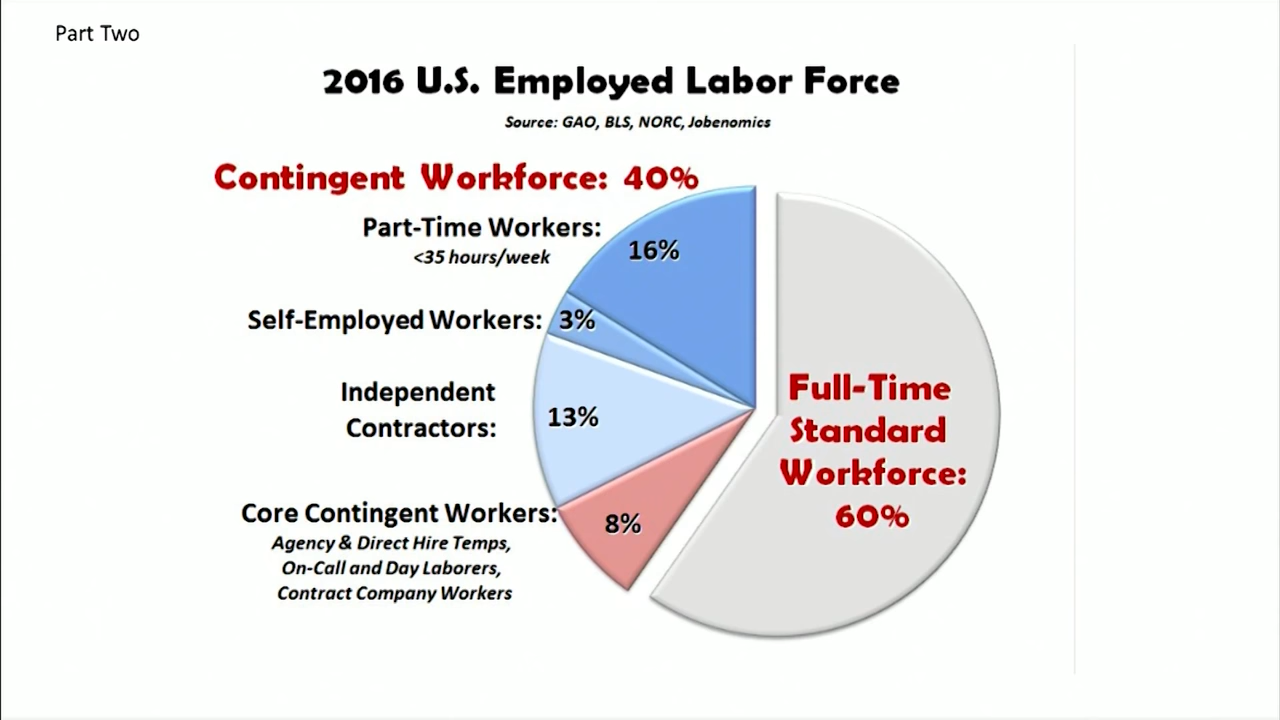 Part Two
2016 U.S. Employed Labor Force
Source: GAO, BLS, NORC, Jobenomics
Contingent Workforce: 40%
Part-Time Workers:
<35 hours/week
16%
Self-Employed Workers:
3%
Independent
Contractors:
13%
Core Contingent Workers:
Agency & Direct Hire Temps,
On-Call and Day Laborers,
Contract Company Workers
8%
Full-Time
Standard
Workforce:
60%